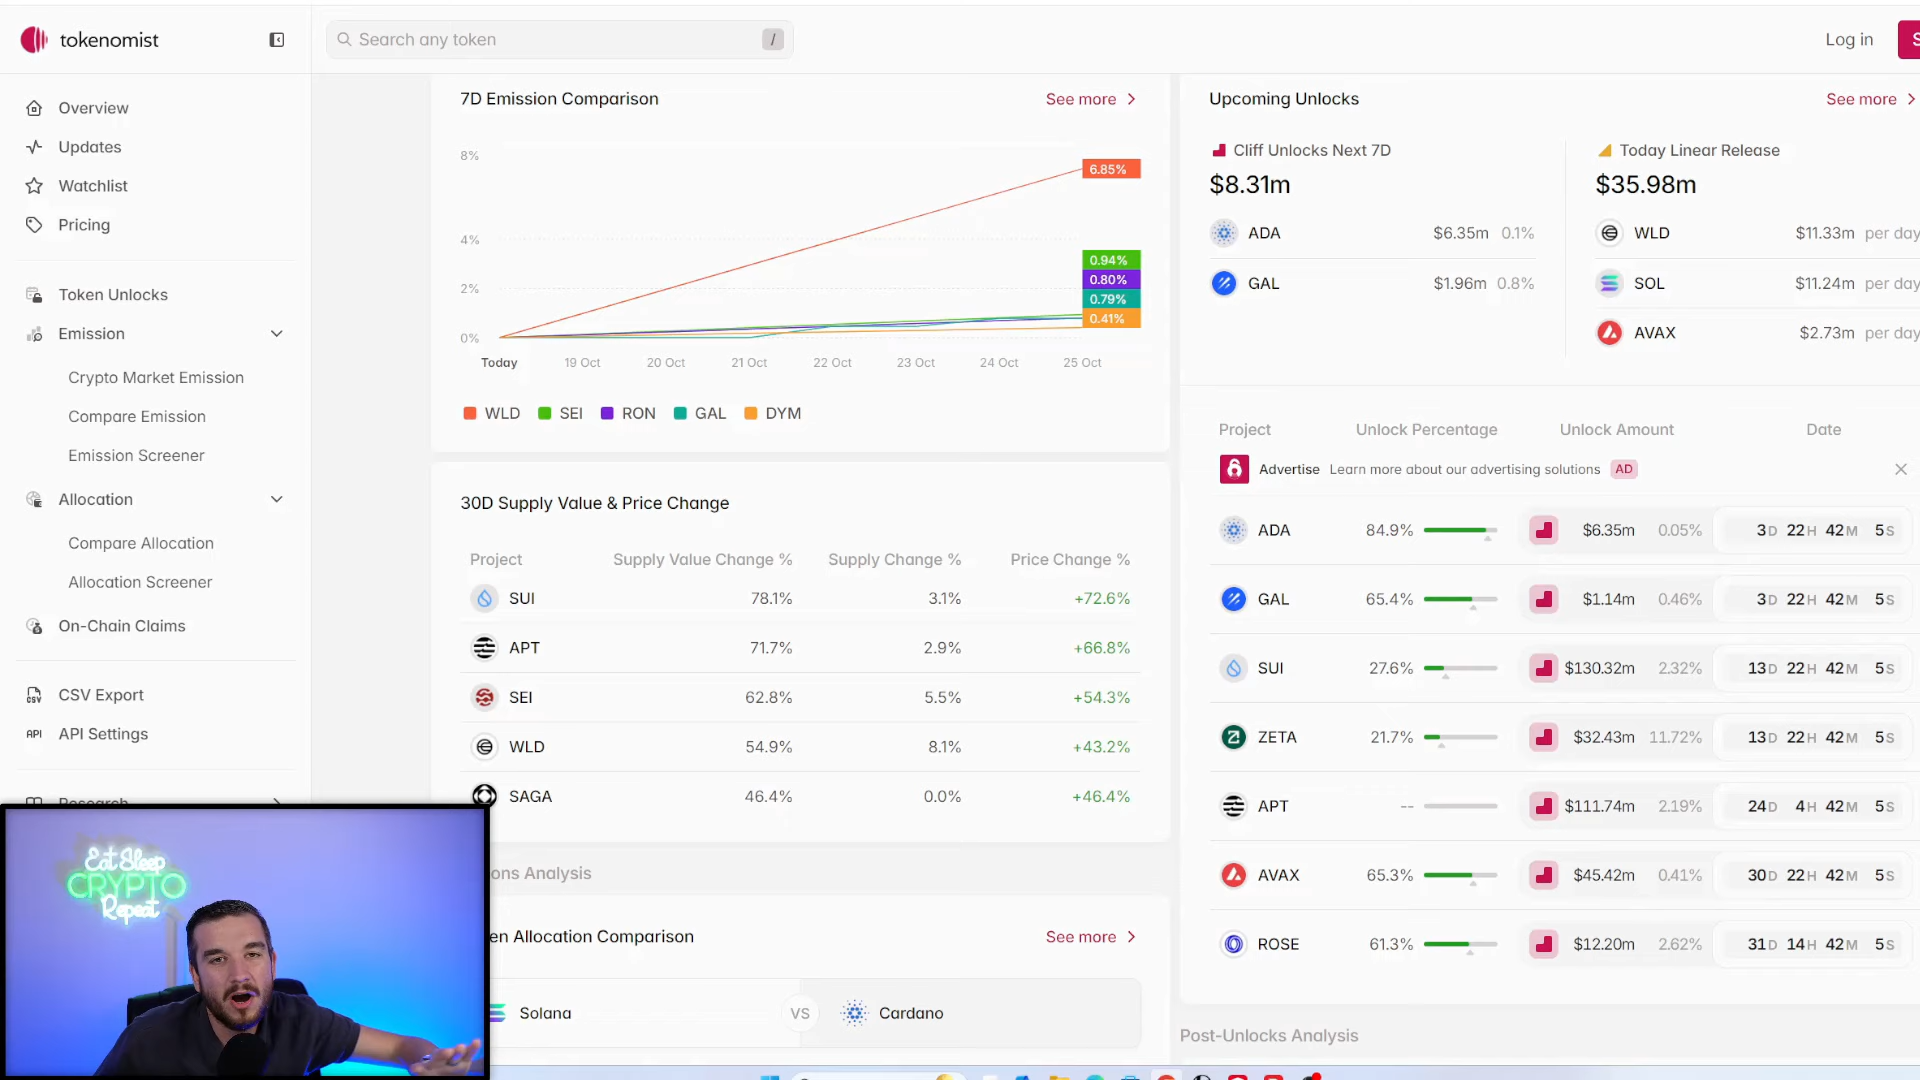 tokenomist
Search any token
/
Log in
S
Overview
Updates
Watchlist
Pricing
Token Unlocks
Emission
Crypto Market Emission
Compare Emission
Emission Screener
Allocation
Compare Allocation
Allocation Screener
On-Chain Claims
CSV
CSV Export
API
API Settings
Research
7D Emission Comparison
See more
8%
4%
2%
0%
6.85%
0.94%
0.80%
0.79%
0.41%
Today 19 Oct 20 Oct 21 Oct 22 Oct 23 Oct 24 Oct 25 Oct
WLD SEI RON GAL DYM
30D Supply Value & Price Change
Project Supply Value Change % Supply Change % Price Change %
SUI 78.1% 3.1% +72.6%
APT 71.7% 2.9% +66.8%
SEI 62.8% 5.5% +54.3%
WLD 54.9% 8.1% +43.2%
SAGA 46.4% 0.0% +46.4%
ons Analysis
en Allocation Comparison
See more
Solana VS Cardano
Upcoming Unlocks
See more
Cliff Unlocks Next 7D
$8.31m
ADA $6.35m 0.1%
GAL $1.96m 0.8%
Today Linear Release
$35.98m
WLD $11.33m per day
SOL $11.24m per day
AVAX $2.73m per day
Project Unlock Percentage Unlock Amount Date
Advertise Learn more about our advertising solutions AD
ADA 84.9% $6.35m 0.05% 3D 22H 42M 5S
GAL 65.4% $1.14m 0.46% 3D 22H 42M 5S
SUI 27.6% $130.32m 2.32% 13D 22H 42M 5S
ZETA 21.7% $32.43m 11.72% 13D 22H 42M 5S
APT -- $111.74m 2.19% 24D 4H 42M 5S
AVAX 65.3% $45.42m 0.41% 30D 22H 42M 5S
ROSE 61.3% $12.20m 2.62% 31D 14H 42M 5S
Post-Unlocks Analysis
Eat Sleep
CRYPTO
Repeat